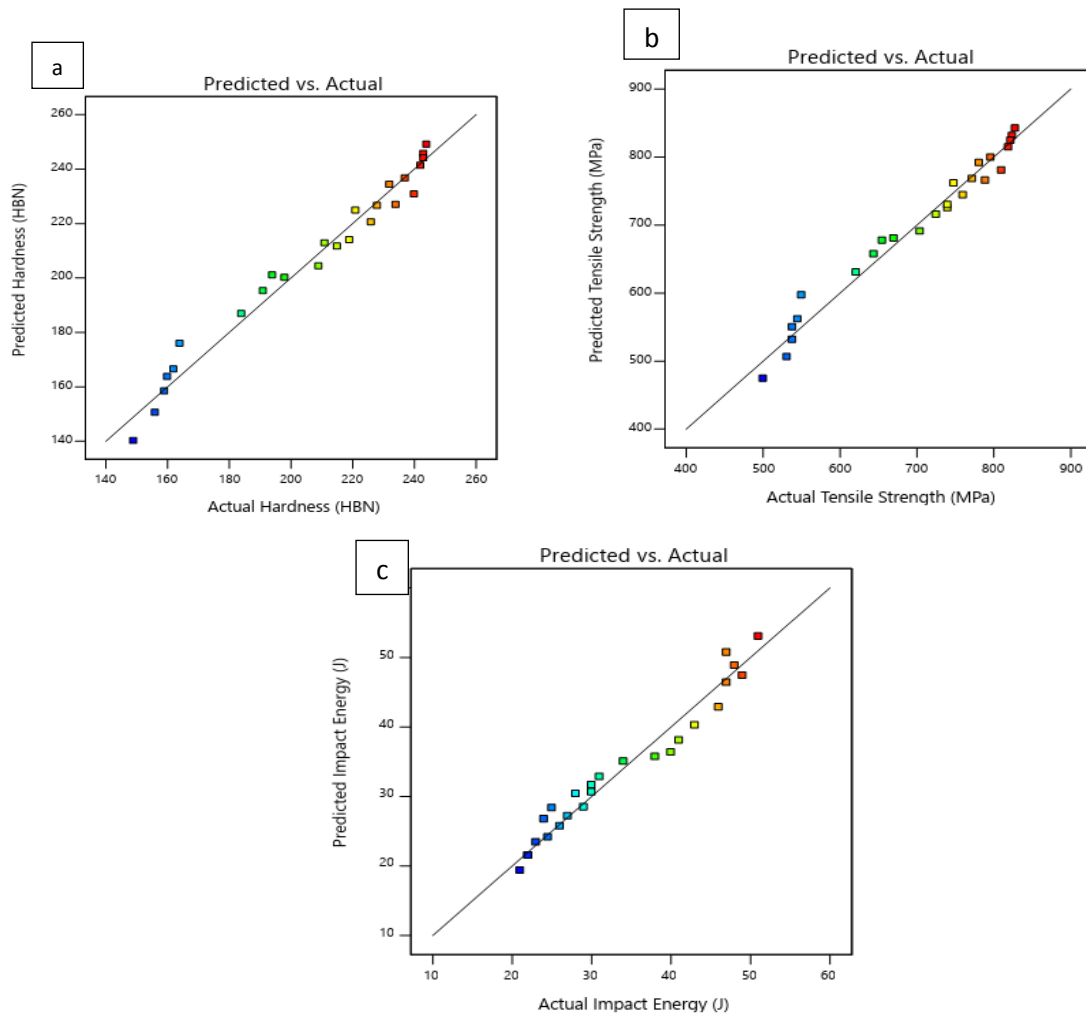 a
Predicted vs. Actual
260
240
220
200
180
160
140
Predicted Hardness (HBN)
140 160 180 200 220 240 260
Actual Hardness (HBN)
b
Predicted vs. Actual
900
800
700
600
500
400
Predicted Tensile Strength (MPa)
400 500 600 700 800 900
Actual Tensile Strength (MPa)
c
Predicted vs. Actual
50
40
30
20
10
Predicted Impact Energy (J)
10 20 30 40 50 60
Actual Impact Energy (J)